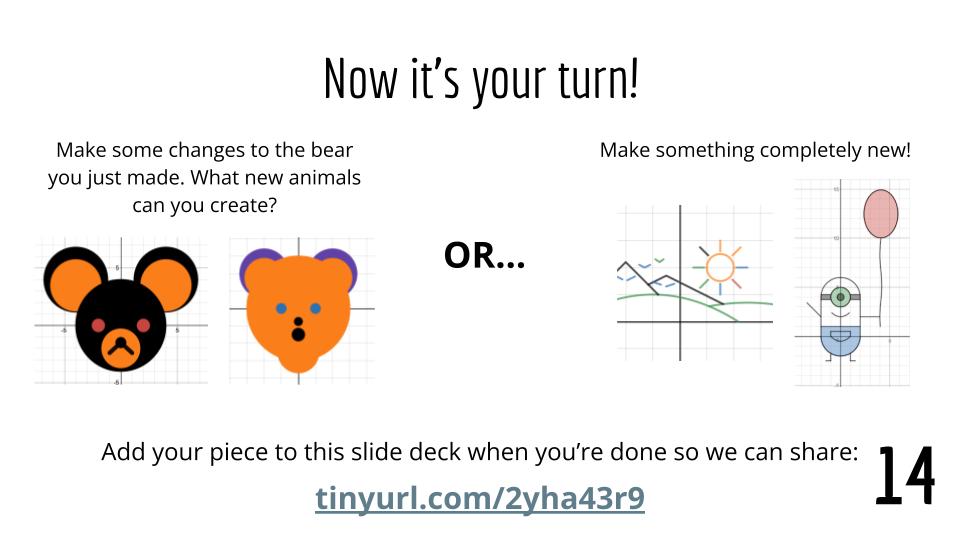 Now it's your turn!
Make some changes to the bear
you just made. What new animals
can you create?
Make something completely new!
OR...
5
-5
5
-5
15
10
5
-5
Add your piece to this slide deck when you're done so we can share:
tinyurl.com/2yha43r9
14